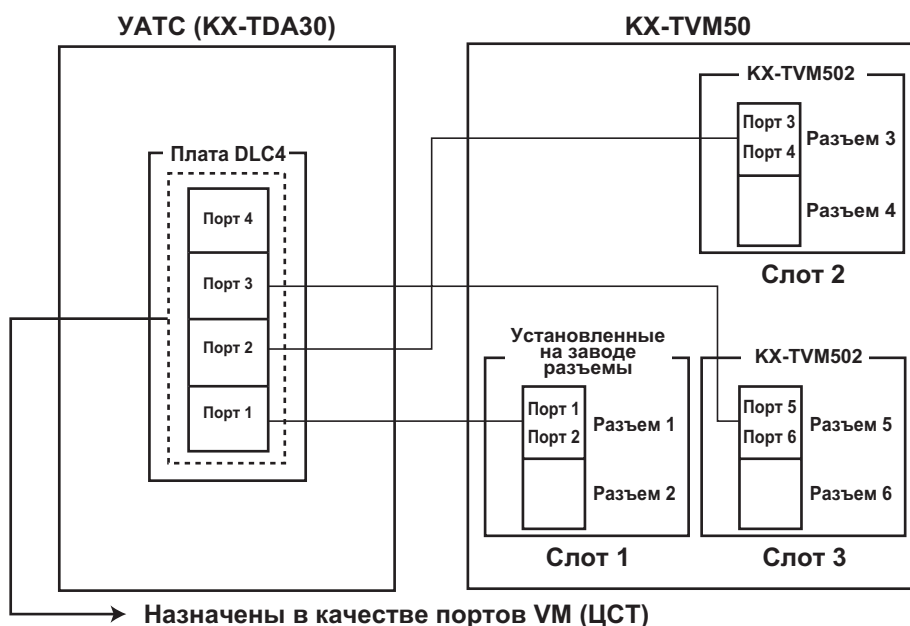 УАТС (KX-TDA30)
Плата DLC4
Порт 4
Порт 3
Порт 2
Порт 1
KX-TVM50
KX-TVM502
Порт 3
Порт 4
Разъем 3
Разъем 4
Слот 2
Установленные
на заводе
разъемы
Порт 1
Порт 2
Разъем 1
Разъем 2
Слот 1
KX-TVM502
Порт 5
Порт 6
Разъем 5
Разъем 6
Слот 3
Назначены в качестве портов VM (ЦСТ)